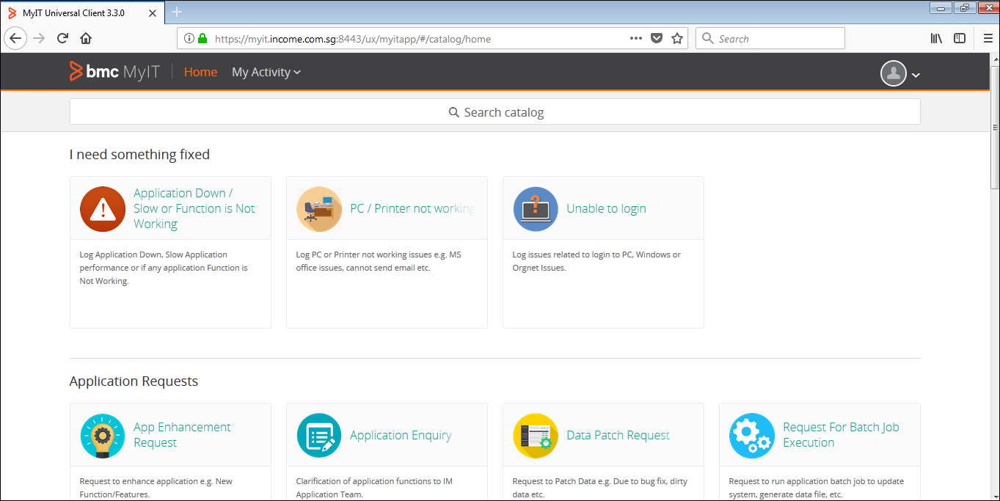 MyIT Universal Client 3.3.0
https://myit.income.com.sg:8443/ux/myitapp/#/catalog/home
Search
bmc MyIT
Home
My Activity
Search catalog
I need something fixed
Application Down /
Slow or Function is Not
Working
PC / Printer not working
Unable to login
Log Application Down, Slow Application
performance or if any application Function is
Not Working.
Log PC or Printer not working issues e.g. MS
office issues, cannot send email etc.
Log issues related to login to PC, Windows or
Orgnet Issues.
Application Requests
App Enhancement
Request
Application Enquiry
Data Patch Request
Request For Batch Job
Execution
Request to enhance application e.g. New
Function/Features.
Clarification of application functions to IM
Application Team.
Request to Patch Data e.g. Due to bug fix, dirty
data etc.
Request to run application batch job to update
system, generate data file, etc.